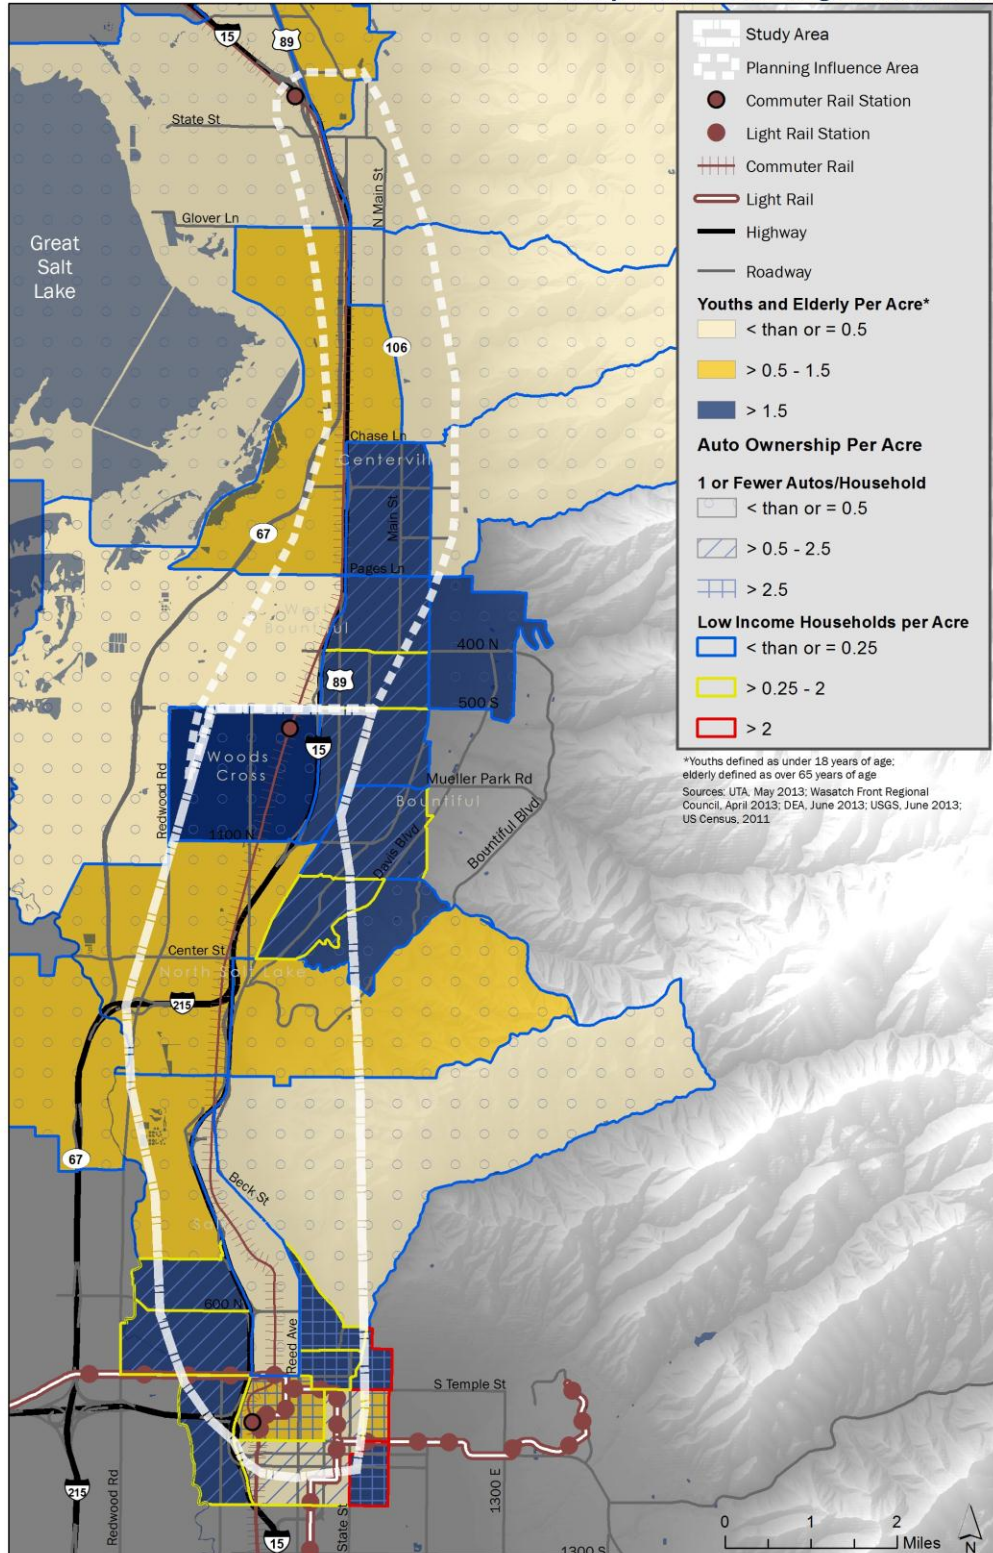 15
89
State St
N Main St
Glover Ln
Great
Salt
Lake
106
Chase Ln
Centervill
Main St
67
Pages Ln
West
Bountiful
400 N
89
500 S
15
Woods
Cross
Mueller Park Rd
Bountiful
Redwood Rd
1100 N
Davis Blvd
Bountiful Blvd
Center St
North Salt Lake
215
67
Beck St
Salt
600 N
Reed Ave
S Temple St
1300 E
Redwood Rd
215
State St
15
1300 S
Study Area
Planning Influence Area
Commuter Rail Station
Light Rail Station
Commuter Rail
Light Rail
Highway
Roadway
Youths and Elderly Per Acre*
< than or = 0.5
> 0.5 - 1.5
> 1.5
Auto Ownership Per Acre
1 or Fewer Autos/Household
< than or = 0.5
> 0.5 - 2.5
> 2.5
Low Income Households per Acre
< than or = 0.25
> 0.25 - 2
> 2
*Youths defined as under 18 years of age;
elderly defined as over 65 years of age
Sources: UTA, May 2013; Wasatch Front Regional
Council, April 2013; DEA, June 2013; USGS, June 2013;
US Census, 2011
0 1 2
Miles
N